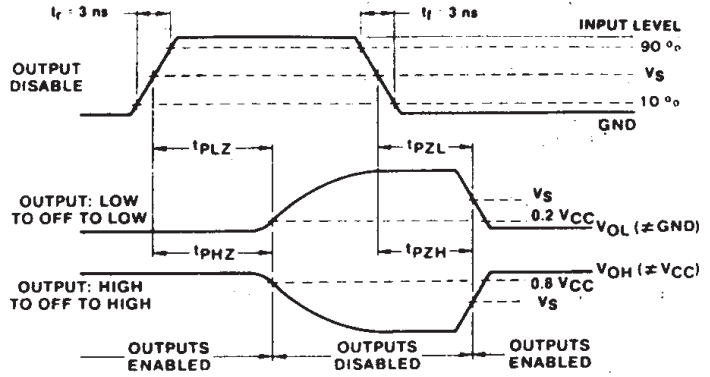 tr = 3 ns
tf = 3 ns
INPUT LEVEL
90 %
OUTPUT
DISABLE
VS
10 %
GND
tPLZ
tPZL
OUTPUT: LOW
TO OFF TO LOW
VS
0.2 VCC
VOL (≠ GND)
tPHZ
tPZH
OUTPUT: HIGH
TO OFF TO HIGH
VOH (≠ VCC)
0.8 VCC
VS
OUTPUTS
ENABLED
OUTPUTS
DISABLED
OUTPUTS
ENABLED